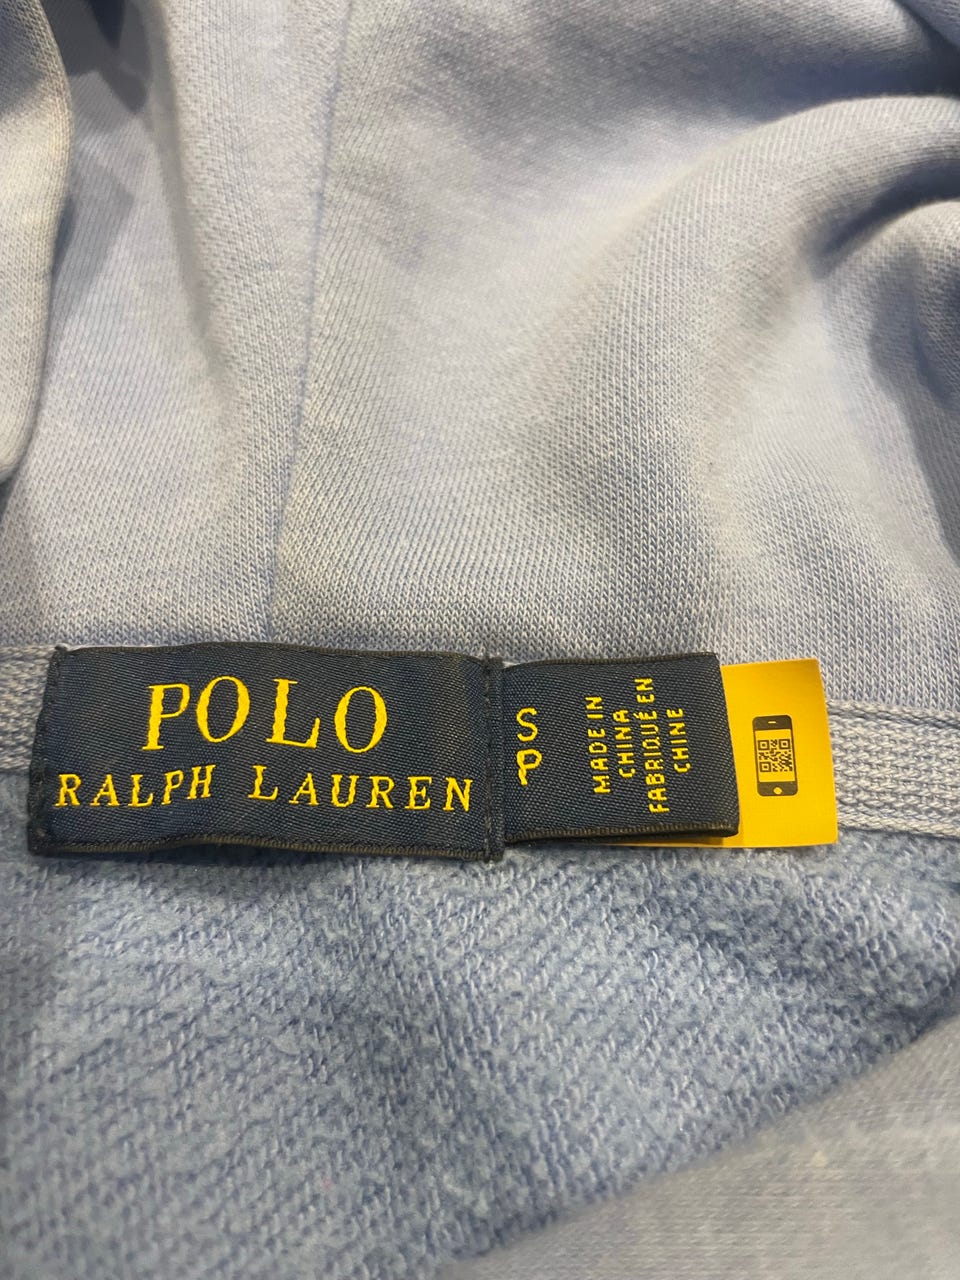 POLO
RALPH LAUREN
S
P
MADE IN
CHINA
FABRIQUÉ EN
CHINE